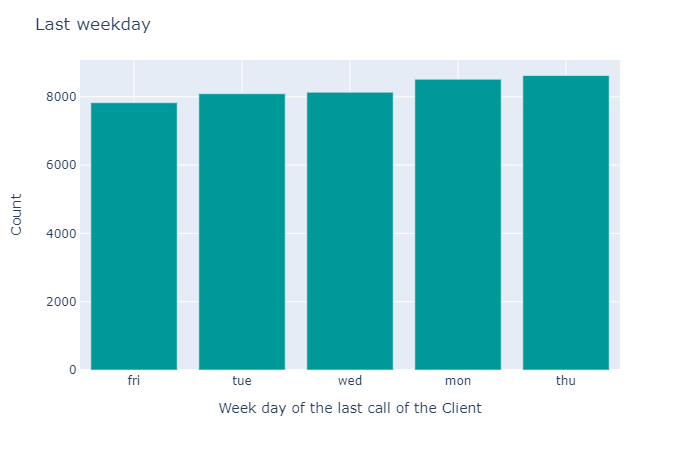 Last weekday
Count
8000
6000
4000
2000
0
fri tue wed mon thu
Week day of the last call of the Client